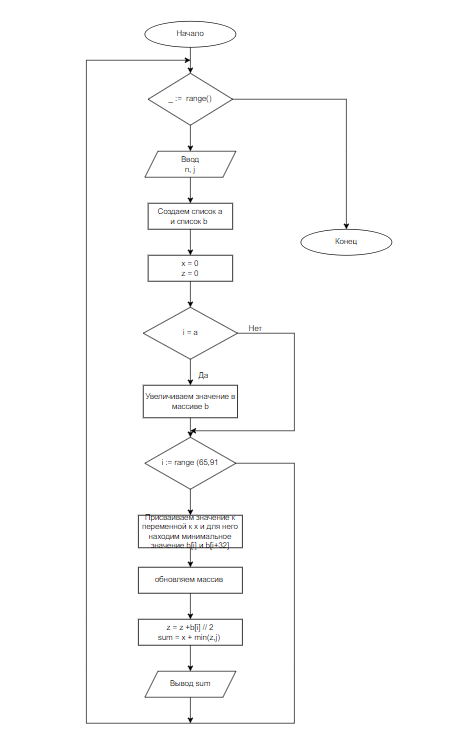 Начало
_ := range()
Ввод
n, j
Создаем список a
и список b
x = 0
z = 0
i = a
Нет
Да
Увеличиваем значение в
массиве b
i := range (65,91
Присваиваем значение к
переменной к x и для него
находим минимальное
значение b[i] и b[i+32]
обновляем массив
z = z +b[i] // 2
sum = x + min(z,j)
Вывод sum
Конец